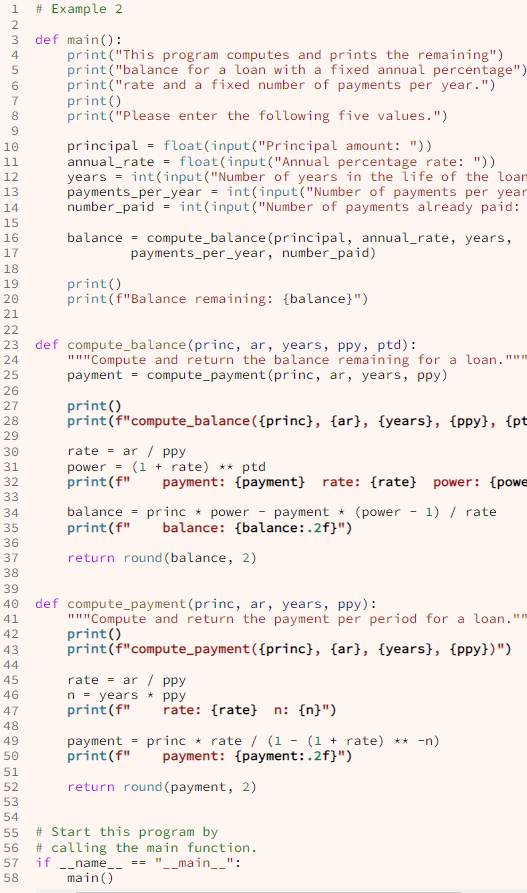 1 # Example 2
2
3 def main():
4     print("This program computes and prints the remaining")
5     print("balance for a loan with a fixed annual percentage")
6     print("rate and a fixed number of payments per year.")
7     print()
8     print("Please enter the following five values.")
9
10     principal = float(input("Principal amount: "))
11     annual_rate = float(input("Annual percentage rate: "))
12     years = int(input("Number of years in the life of the loan
13     payments_per_year = int(input("Number of payments per year
14     number_paid = int(input("Number of payments already paid:
15
16     balance = compute_balance(principal, annual_rate, years,
17             payments_per_year, number_paid)
18
19     print()
20     print(f"Balance remaining: {balance}")
21
22
23 def compute_balance(princ, ar, years, ppy, ptd):
24     """Compute and return the balance remaining for a loan."""
25     payment = compute_payment(princ, ar, years, ppy)
26
27     print()
28     print(f"compute_balance({princ}, {ar}, {years}, {ppy}, {pt
29
30     rate = ar / ppy
31     power = (1 + rate) ** ptd
32     print(f"    payment: {payment}  rate: {rate}  power: {powe
33
34     balance = princ * power - payment * (power - 1) / rate
35     print(f"    balance: {balance:.2f}")
36
37     return round(balance, 2)
38
39
40 def compute_payment(princ, ar, years, ppy):
41     """Compute and return the payment per period for a loan.""
42     print()
43     print(f"compute_payment({princ}, {ar}, {years}, {ppy})")
44
45     rate = ar / ppy
46     n = years * ppy
47     print(f"    rate: {rate}  n: {n}")
48
49     payment = princ * rate / (1 - (1 + rate) ** -n)
50     print(f"    payment: {payment:.2f}")
51
52     return round(payment, 2)
53
54
55 # Start this program by
56 # calling the main function.
57 if __name__ == "__main__":
58     main()